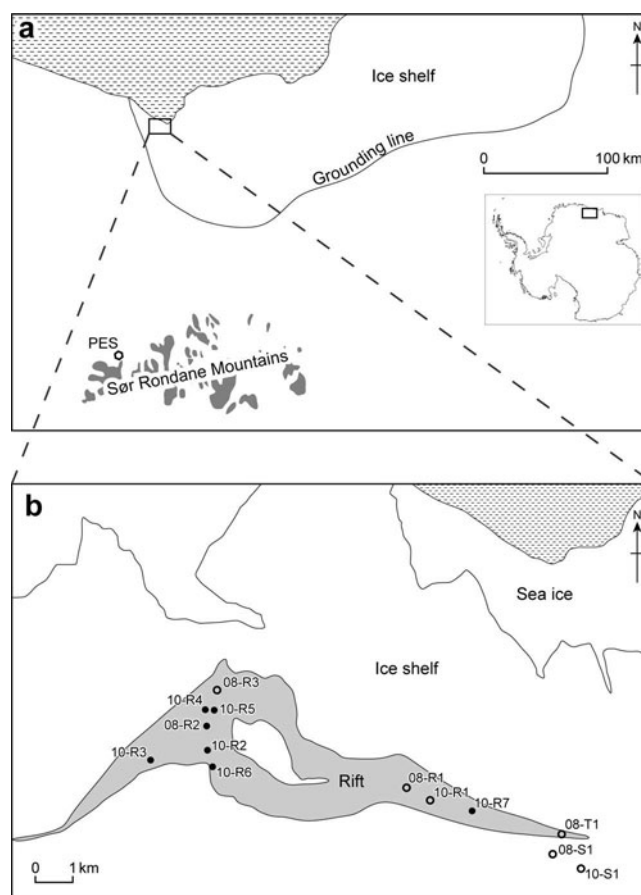 a
N
Ice shelf
Grounding line
0 100 km
PES
Sør Rondane Mountains
b
N
Sea ice
Ice shelf
08-R3
10-R4
10-R5
08-R2
10-R2
10-R3
10-R6
Rift
08-R1
10-R1
10-R7
08-T1
08-S1
10-S1
0 1 km